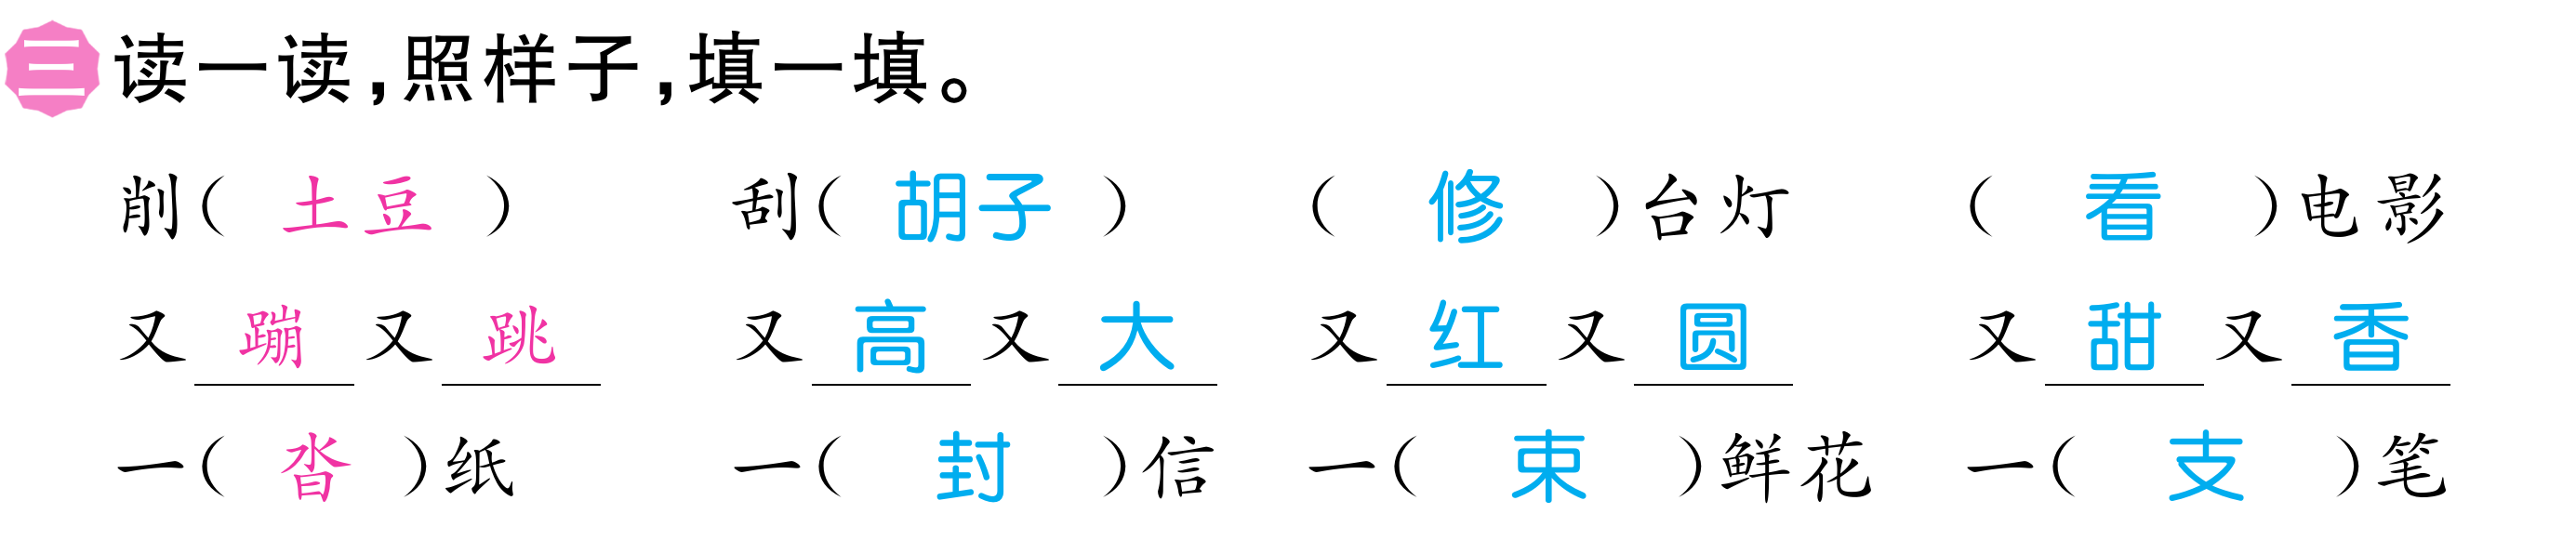 三 读一读,照样子,填一填。
削( 土豆 ) 刮( 胡子 ) ( 修 )台灯 ( 看 )电影
又 蹦 又 跳 又 高 又 大 又 红 又 圆 又 甜 又 香
一( 沓 )纸 一( 封 )信 一( 束 )鲜花 一( 支 )笔